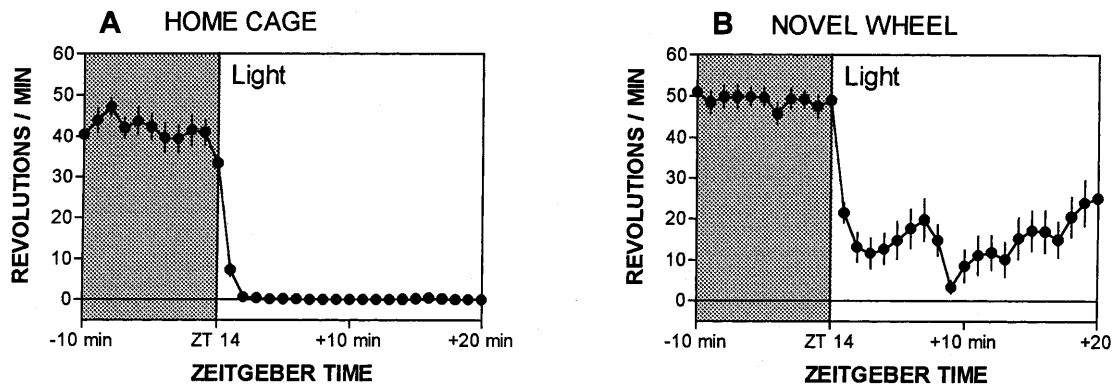 A HOME CAGE
REVOLUTIONS / MIN
60
50
40
30
20
10
0
Light
-10 min ZT 14 +10 min +20 min
ZEITGEBER TIME
B NOVEL WHEEL
REVOLUTIONS / MIN
60
50
40
30
20
10
0
Light
-10 min ZT 14 +10 min +20
ZEITGEBER TIME